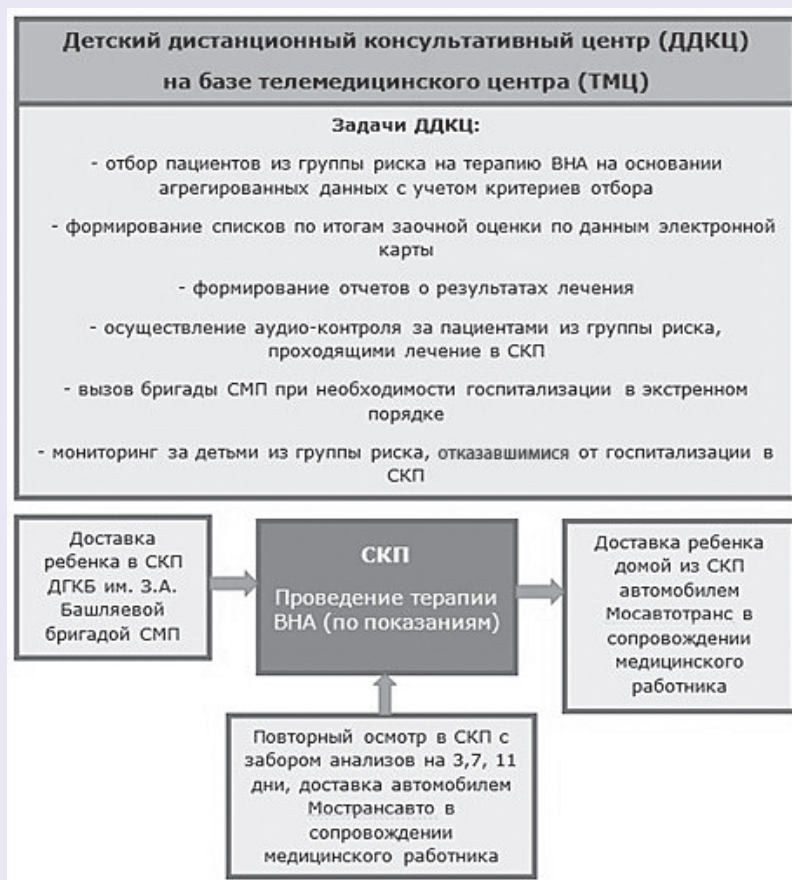 Детский дистанционный консультативный центр (ДДКЦ)
на базе телемедицинского центра (ТМЦ)
Задачи ДДКЦ:
- отбор пациентов из группы риска на терапию ВНА на основании
агрегированных данных с учетом критериев отбора
- формирование списков по итогам заочной оценки по данным электронной
карты
- формирование отчетов о результатах лечения
- осуществление аудио-контроля за пациентами из группы риска,
проходящими лечение в СКП
- вызов бригады СМП при необходимости госпитализации в экстренном
порядке
- мониторинг за детьми из группы риска, отказавшимися от госпитализации в
СКП
Доставка
ребенка в СКП
ДГКБ им. З.А.
Башляевой
бригадой СМП
СКП
Проведение терапии
ВНА (по показаниям)
Доставка ребенка
домой из СКП
автомобилем
Мосавтотранс в
сопровождении
медицинского
работника
Повторный осмотр в СКП с
забором анализов на 3,7, 11
дни, доставка автомобилем
Мострансавто в
сопровождении
медицинского работника